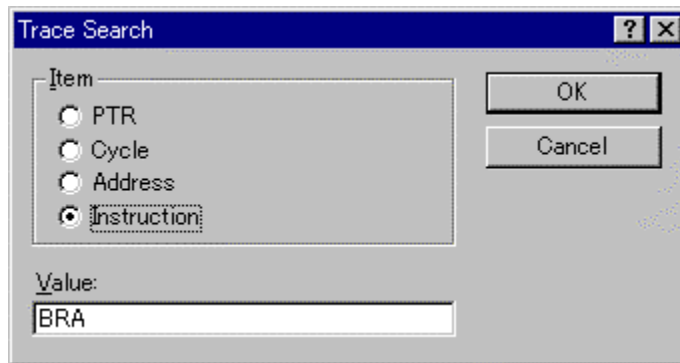 Trace Search
Item
PTR
Cycle
Address
Instruction
OK
Cancel
Value:
BRA